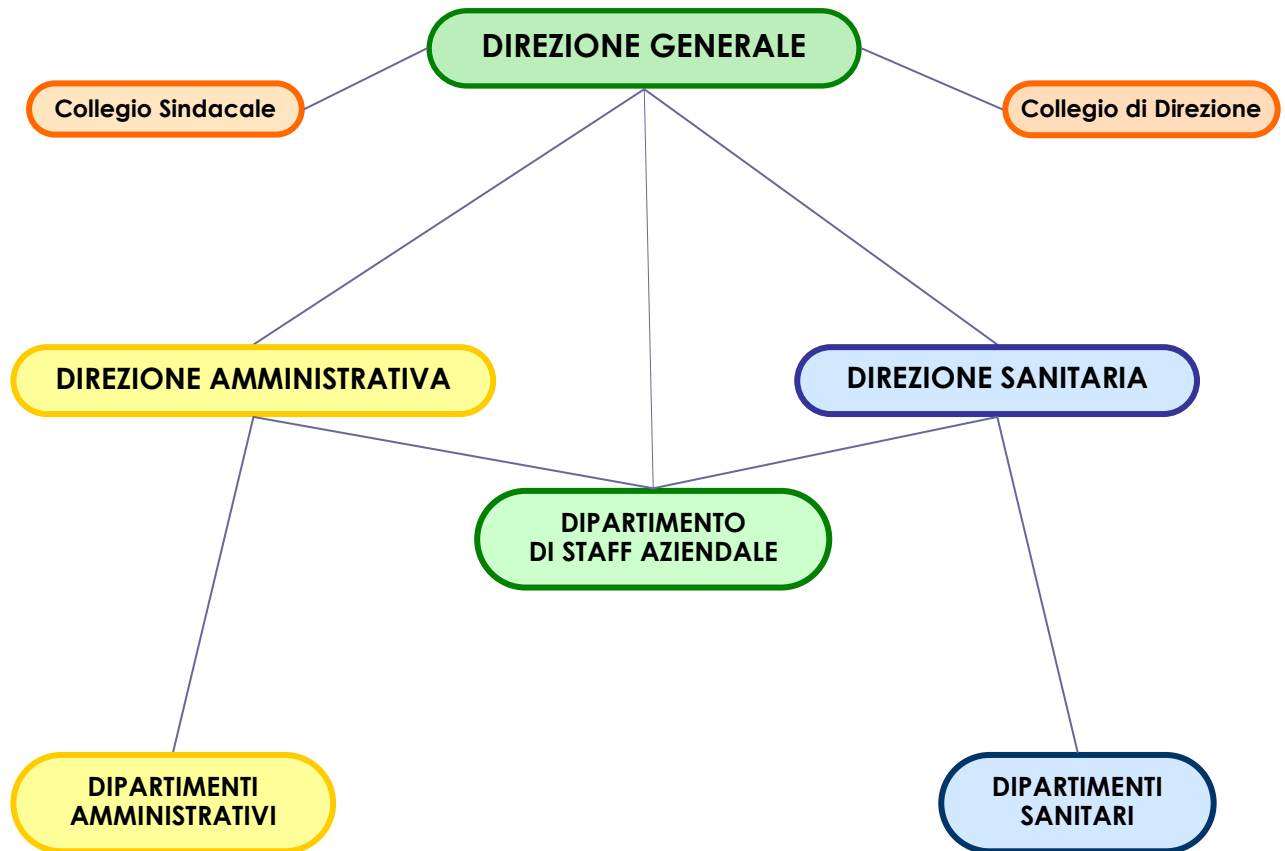 DIREZIONE GENERALE
Collegio Sindacale
Collegio di Direzione
DIREZIONE AMMINISTRATIVA
DIREZIONE SANITARIA
DIPARTIMENTO
DI STAFF AZIENDALE
DIPARTIMENTI
AMMINISTRATIVI
DIPARTIMENTI
SANITARI